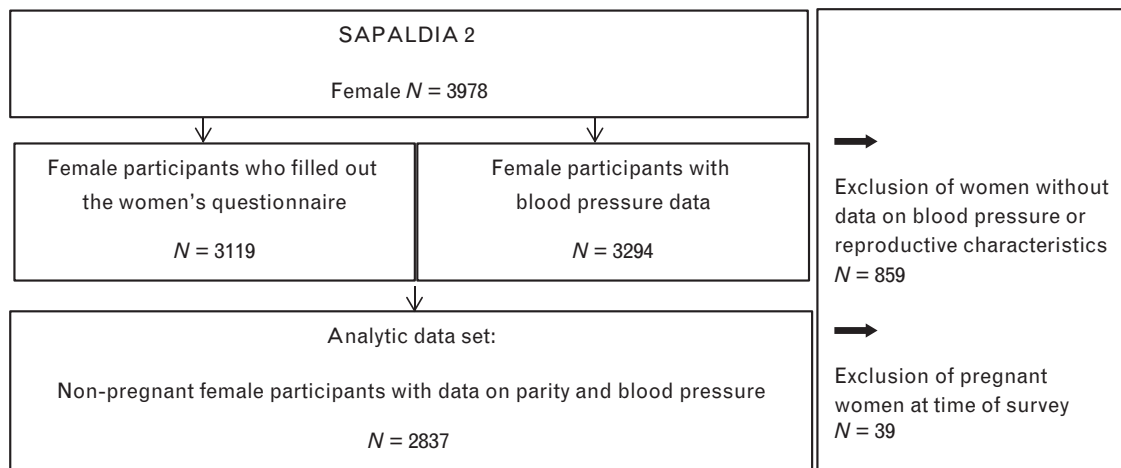 SAPALDIA 2
Female N = 3978
Female participants who filled out
the women's questionnaire
N = 3119
Female participants with
blood pressure data
N = 3294
Analytic data set:
Non-pregnant female participants with data on parity and blood pressure
N = 2837
Exclusion of women without
data on blood pressure or
reproductive characteristics
N = 859
Exclusion of pregnant
women at time of survey
N = 39